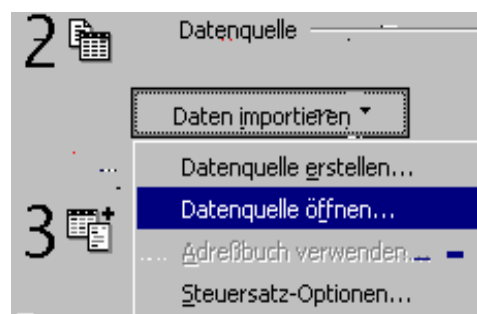 2 Datenquelle
Daten importieren
Datenquelle erstellen...
Datenquelle öffnen...
3
Adreßbuch verwenden...
Steuersatz-Optionen...